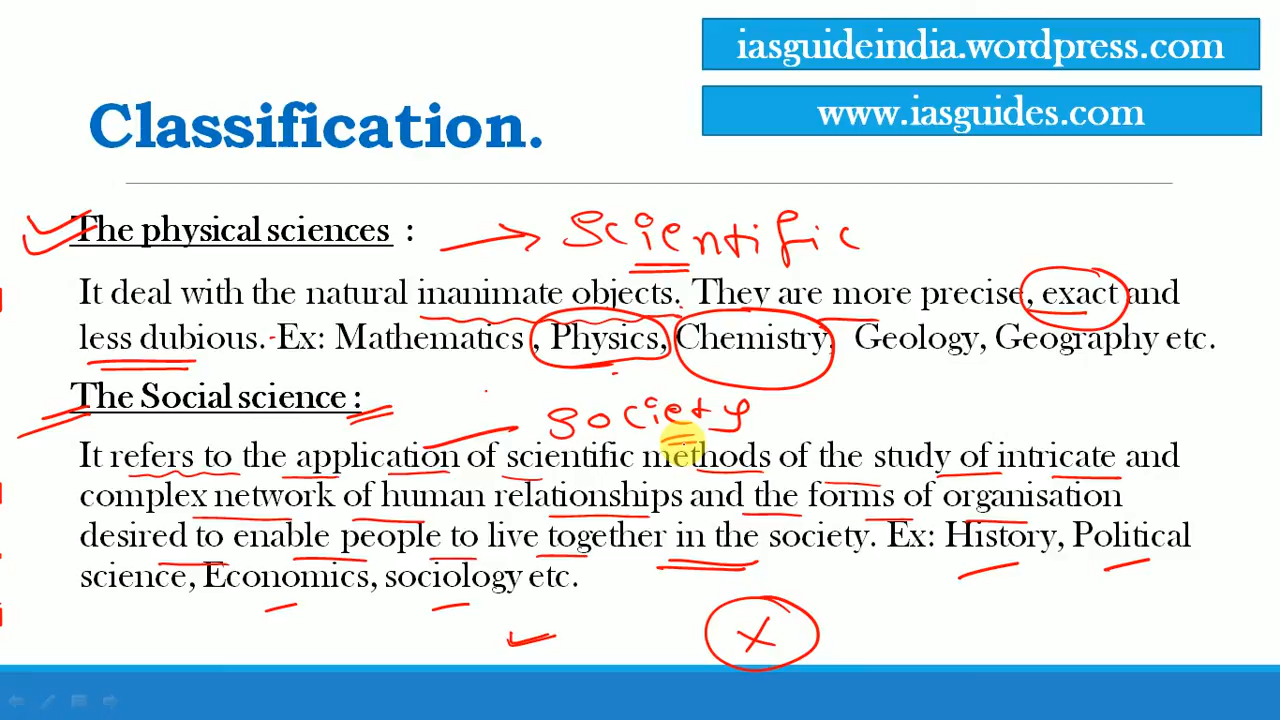 iasguideindia.wordpress.com
www.iasguides.com
Classification.
The physical sciences : scientific
It deal with the natural inanimate objects. They are more precise, exact and
less dubious. Ex: Mathematics , Physics, Chemistry, Geology, Geography etc.
The Social science :
society
It refers to the application of scientific methods of the study of intricate and
complex network of human relationships and the forms of organisation
desired to enable people to live together in the society. Ex: History, Political
science, Economics, sociology etc.
X